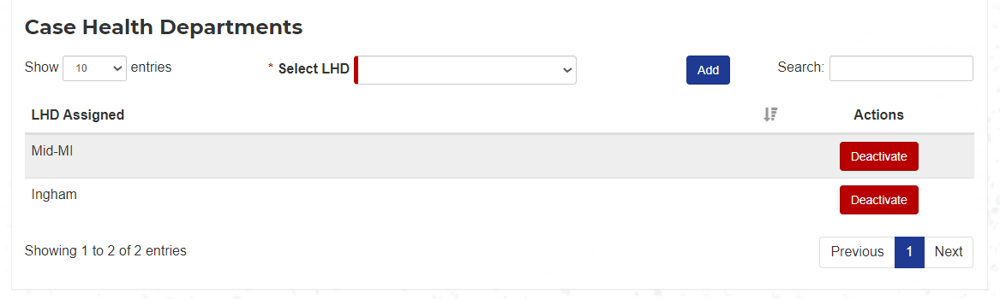 Case Health Departments
Show 10 entries * Select LHD Add Search:
LHD Assigned Actions
Mid-MI Deactivate
Ingham Deactivate
Showing 1 to 2 of 2 entries Previous 1 Next